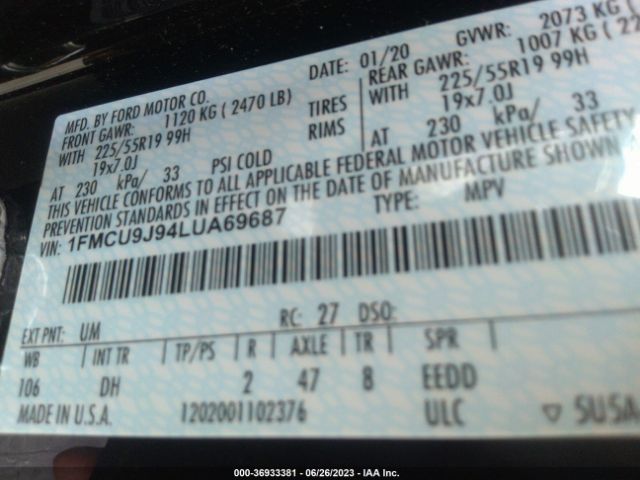 MFD. BY FORD MOTOR CO. DATE: 01/20 GVWR: 2073 KG (
FRONT GAWR: 1120 KG ( 2470 LB) REAR GAWR: 1007 KG ( 22
WITH 225/55R19 99H TIRES WITH 225/55R19 99H
19x7.0J RIMS 19x7.0J
AT 230 kPa/ 33 PSI COLD AT 230 kPa/ 33
THIS VEHICLE CONFORMS TO ALL APPLICABLE FEDERAL MOTOR VEHICLE SAFETY
PREVENTION STANDARDS IN EFFECT ON THE DATE OF MANUFACTURE SHOWN
VIN: 1FMCU9J94LUA69687 TYPE: MPV
EXT PNT: UM RC: 27 DSO:
WB INT TR TP/PS R AXLE TR SPR
106 DH 2 47 8 EEDD
MADE IN U.S.A. 1202001102376 ULC ▽ 5U5A
000-36933381 - 06/26/2023 - IAA Inc.